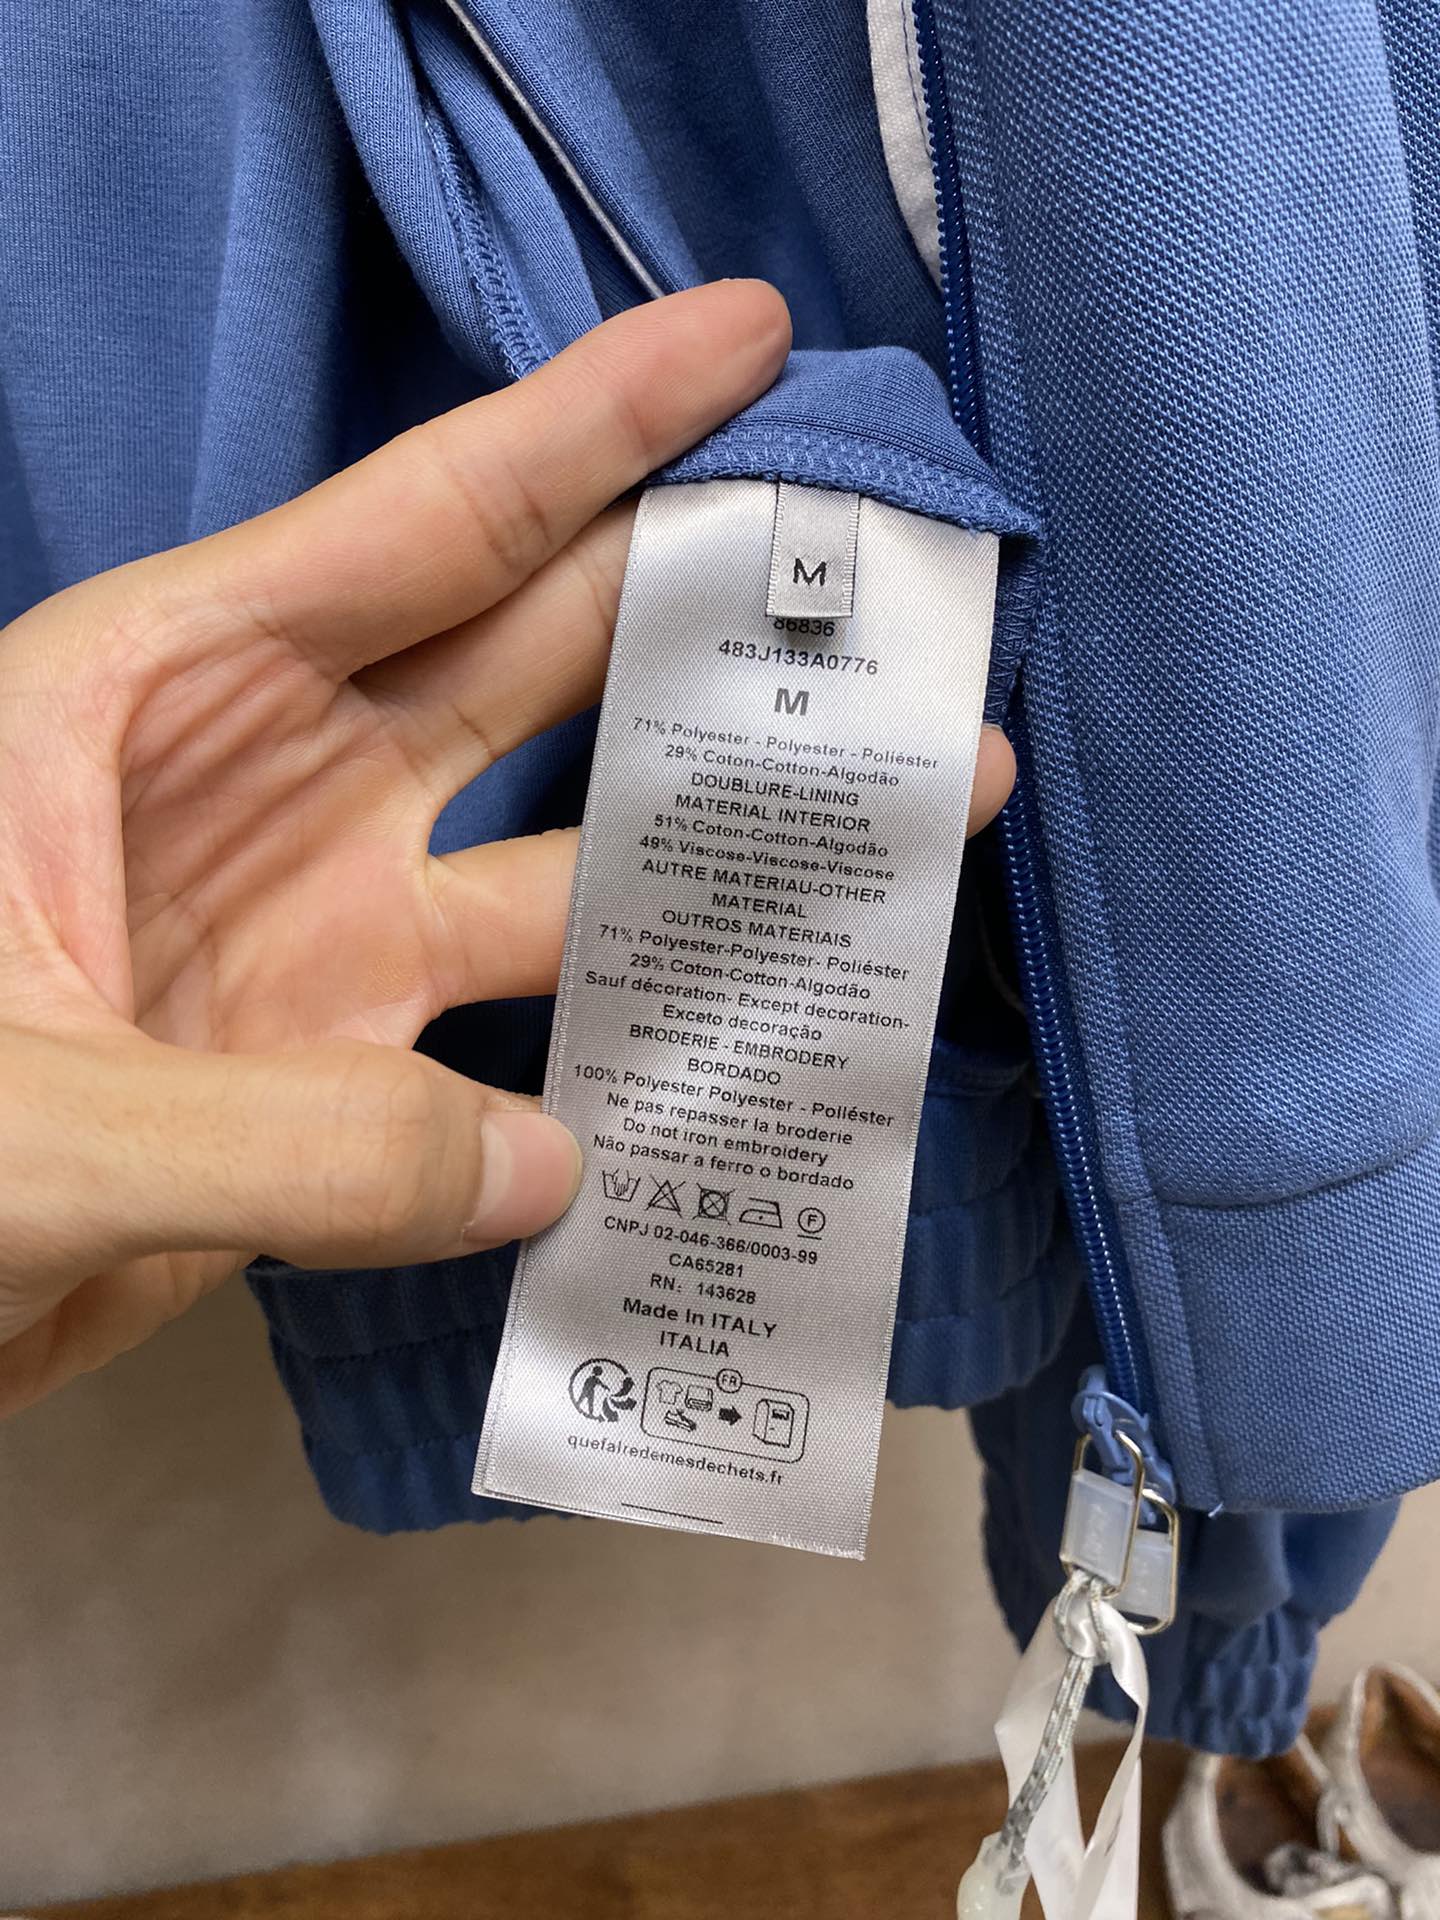 M
86836
483J133A0776
M
71% Polyester - Polyester - Poliéster
29% Coton-Cotton-Algodão
DOUBLURE-LINING
MATERIAL INTERIOR
51% Coton-Cotton-Algodão
49% Viscose-Viscose-Viscose
AUTRE MATERIAU-OTHER
MATERIAL
OUTROS MATERIAIS
71% Polyester-Polyester- Poliéster
29% Coton-Cotton-Algodão
Sauf décoration- Except decoration-
Exceto decoração
BRODERIE - EMBRODERY
BORDADO
100% Polyester Polyester - Poliéster
Ne pas repasser la broderie
Do not iron embroidery
Não passar a ferro o bordado
F
CNPJ 02-046-366/0003-99
CA65281
RN: 143628
Made In ITALY
ITALIA
FR
quefairedemesdechets.fr